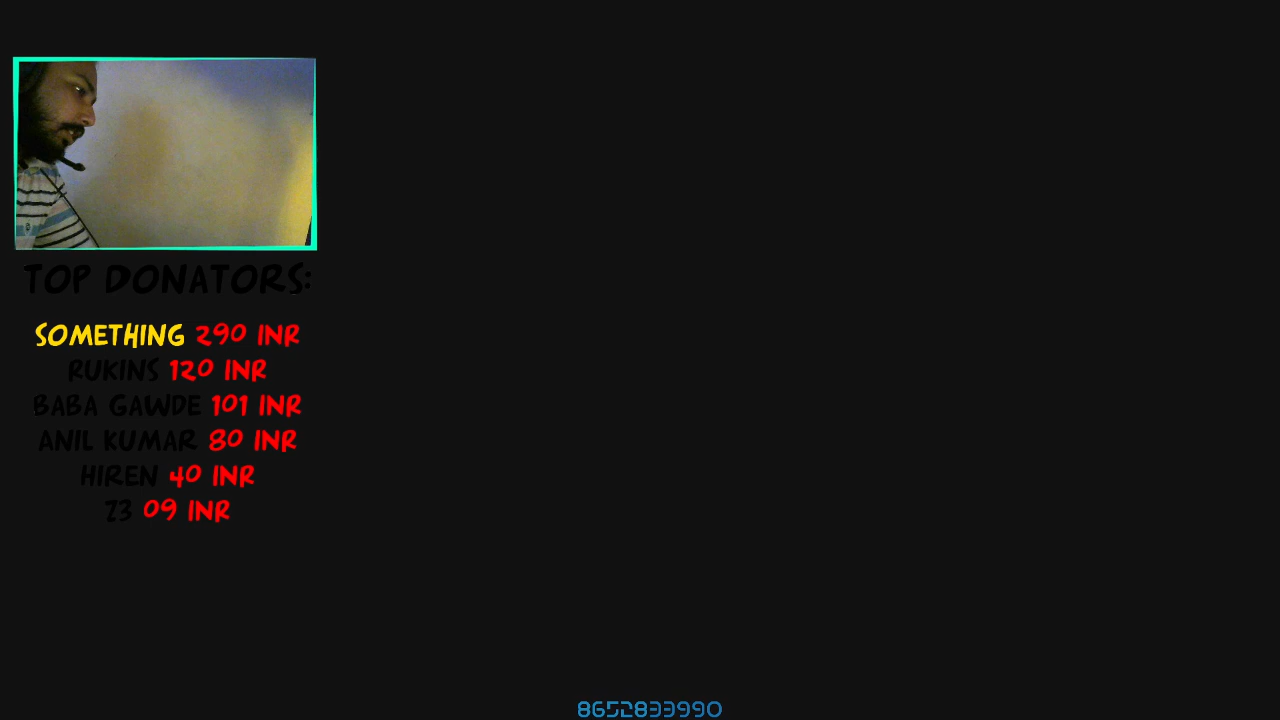 TOP DONATORS:
SOMETHING 290 INR
RUKINS 120 INR
BABA GAWDE 101 INR
ANIL KUMAR 80 INR
HIREN 40 INR
Z3 09 INR
8652833990